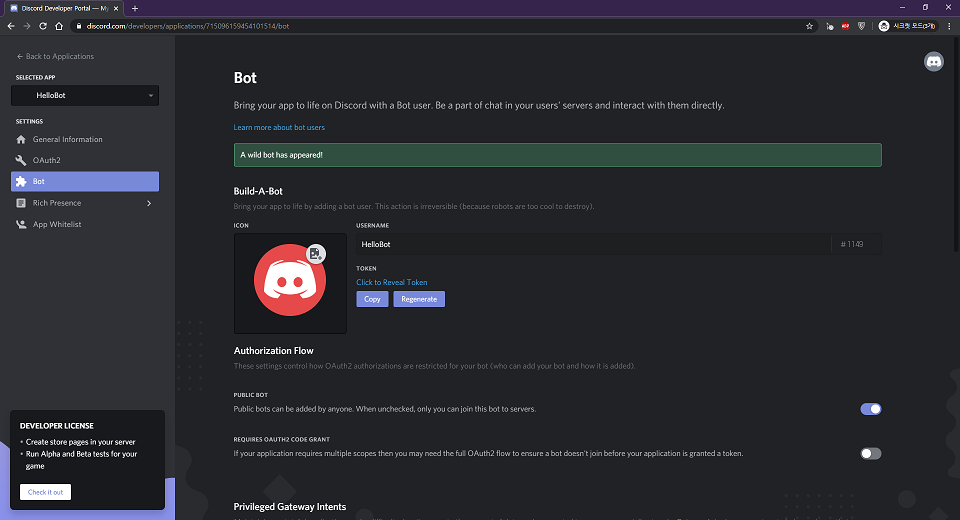 Discord Developer Portal — My
discord.com/developers/applications/715096159454101514/bot
ABP
시크릿 모드(3개)
← Back to Applications
SELECTED APP
HelloBot
SETTINGS
General Information
OAuth2
Bot
Rich Presence
App Whitelist
DEVELOPER LICENSE
• Create store pages in your server
• Run Alpha and Beta tests for your
game
Check it out
Bot
Bring your app to life on Discord with a Bot user. Be a part of chat in your users' servers and interact with them directly.
Learn more about bot users
A wild bot has appeared!
Build-A-Bot
Bring your app to life by adding a bot user. This action is irreversible (because robots are too cool to destroy).
ICON
USERNAME
HelloBot
# 1149
TOKEN
Click to Reveal Token
Copy
Regenerate
Authorization Flow
These settings control how OAuth2 authorizations are restricted for your bot (who can add your bot and how it is added).
PUBLIC BOT
Public bots can be added by anyone. When unchecked, only you can join this bot to servers.
REQUIRES OAUTH2 CODE GRANT
If your application requires multiple scopes then you may need the full OAuth2 flow to ensure a bot doesn't join before your application is granted a token.
Privileged Gateway Intents